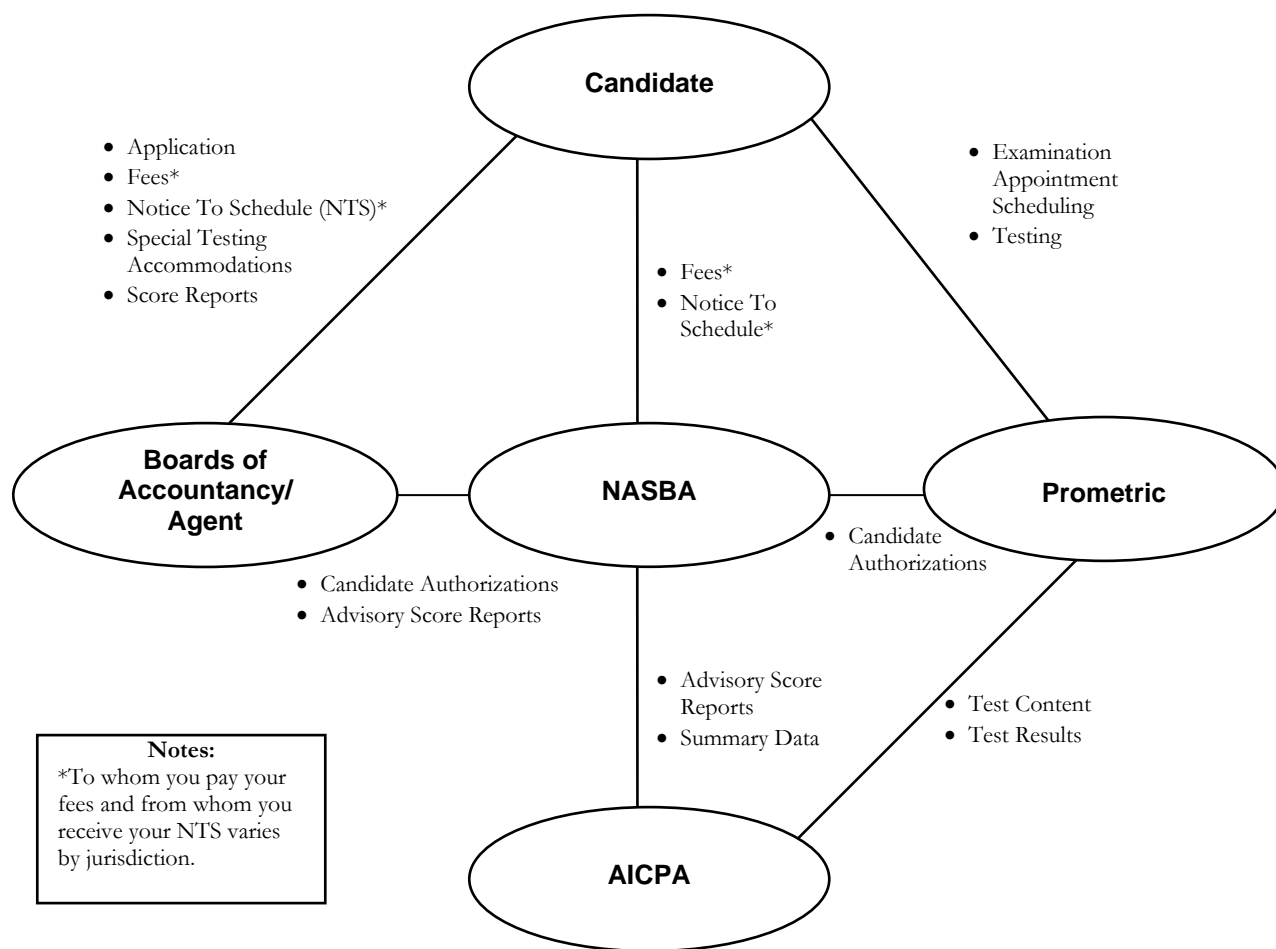 Candidate
• Application
• Fees*
• Notice To Schedule (NTS)*
• Special Testing
Accommodations
• Score Reports
• Fees*
• Notice To
Schedule*
• Examination
Appointment
Scheduling
• Testing
Boards of
Accountancy/
Agent
NASBA
Prometric
• Candidate Authorizations
• Advisory Score Reports
• Candidate
Authorizations
• Advisory Score
Reports
• Summary Data
• Test Content
• Test Results
Notes:
*To whom you pay your
fees and from whom you
receive your NTS varies
by jurisdiction.
AICPA